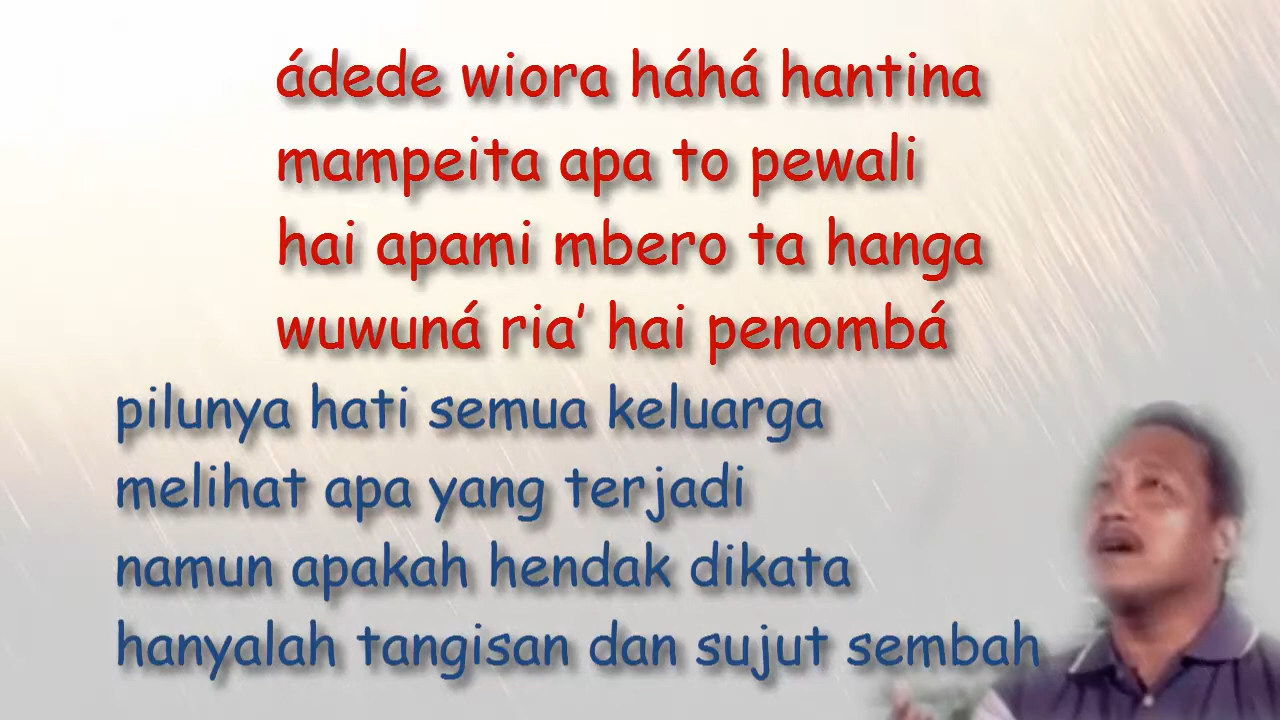 ádede wiora háhá hantina
mampeita apa to pewali
hai apami mbero ta hanga
wuwuná ria’ hai penombá
pilunya hati semua keluarga
melihat apa yang terjadi
namun apakah hendak dikata
hanyalah tangisan dan sujut sembah